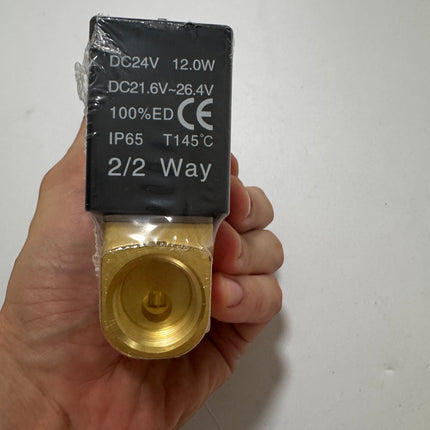 DC24V 12.0W
DC21.6V~26.4V
100%ED CE
IP65 T145°C
2/2 Way